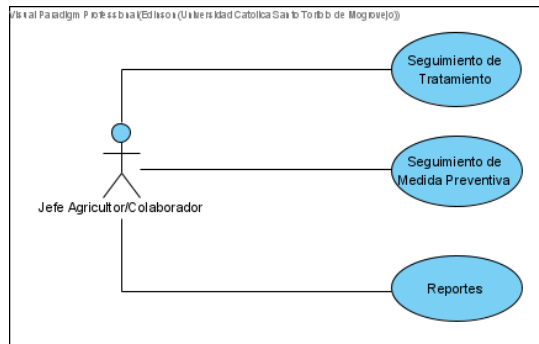 Visual Paradigm Professional(Edinson(Universidad Catolica Santo Toribio de Mogrovejo))
Seguimiento de
Tratamiento
Seguimiento de
Medida Preventiva
Jefe Agricultor/Colaborador
Reportes